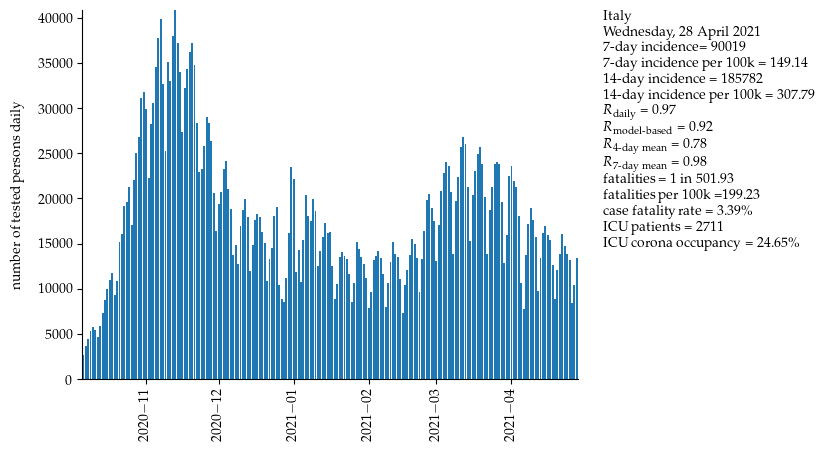 40000
35000
30000
25000
20000
15000
10000
5000
0
number of tested persons daily
2020−11
2020−12
2021−01
2021−02
2021−03
2021−04
Italy
Wednesday, 28 April 2021
7-day incidence= 90019
7-day incidence per 100k = 149.14
14-day incidence = 185782
14-day incidence per 100k = 307.79
R daily = 0.97
R model-based = 0.92
R 4-day mean = 0.78
R 7-day mean = 0.98
fatalities = 1 in 501.93
fatalities per 100k =199.23
case fatality rate = 3.39%
ICU patients = 2711
ICU corona occupancy = 24.65%